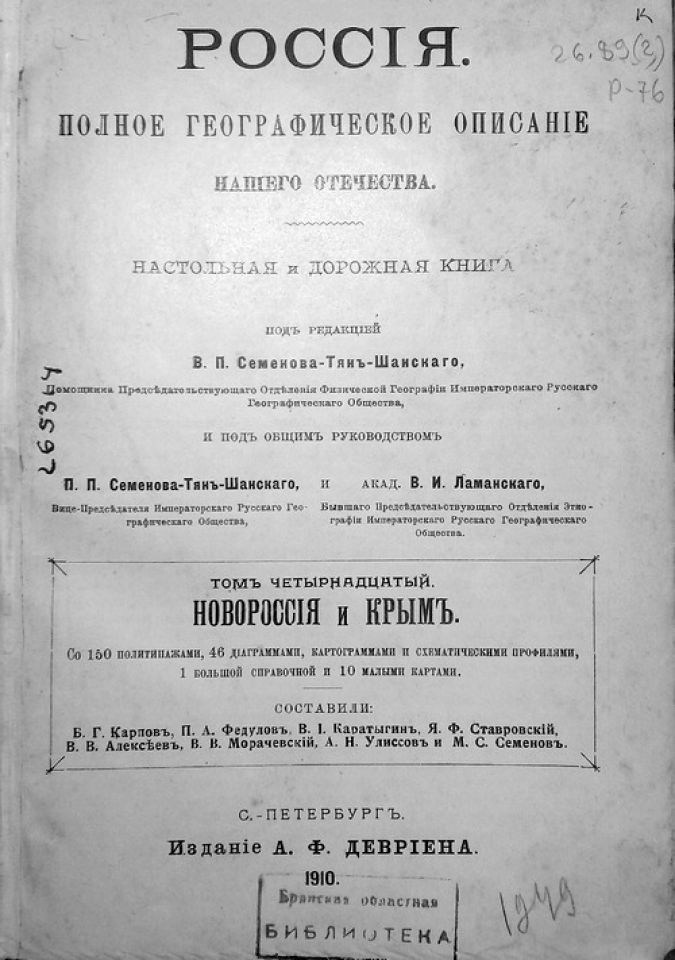 К
РОССІЯ.
26.89(2)
Р-76
ПОЛНОЕ ГЕОГРАФИЧЕСКОЕ ОПИСАНІЕ
НАШЕГО ОТЕЧЕСТВА.
НАСТОЛЬНАЯ и ДОРОЖНАЯ КНИГА
ПОДЪ РЕДАКЦІЕЙ
В. П. Семенова-Тянъ-Шанскаго,
Помощника Предсѣдательствующаго Отдѣленія Физической Географіи Императорскаго Русскаго
Географическаго Общества,
И ПОДЪ ОБЩИМЪ РУКОВОДСТВОМЪ
П. П. Семенова-Тянъ-Шанскаго, И АКАД. В. И. Ламанскаго,
Вице-Предсѣдателя Императорскаго Русскаго Гео-
графическаго Общества,
Бывшаго Предсѣдательствующаго Отдѣленія Этно-
графіи Императорскаго Русскаго Географическаго
Общества.
265344
ТОМЪ ЧЕТЫРНАДЦАТЫЙ.
НОВОРОССІЯ и КРЫМЪ.
Со 150 политипажами, 46 діаграммами, картограммами и схематическими профилями,
1 большой справочной и 10 малыми картами.
СОСТАВИЛИ:
Б. Г. Карповъ, П. А. Федуловъ, В. І. Каратыгинъ, Я. Ф. Ставровскій,
В. В. Алексѣевъ, В. В. Морачевскій, А. Н. Улиссовъ и М. С. Семеновъ.
С.-ПЕТЕРБУРГЪ.
Изданіе А. Ф. ДЕВРІЕНА.
1910.
Брянская областная
БИБЛИОТЕКА
1949